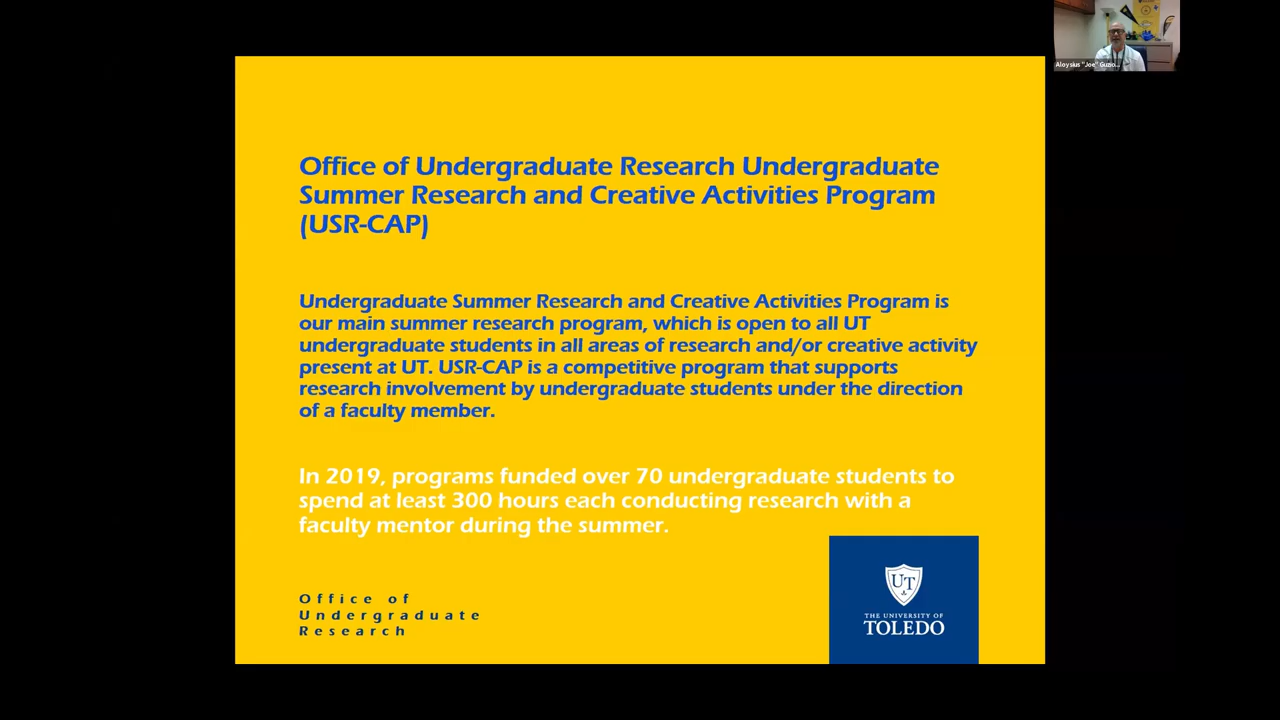 Aloysius "Joe" Guzio...
Office of Undergraduate Research Undergraduate
Summer Research and Creative Activities Program
(USR-CAP)
Undergraduate Summer Research and Creative Activities Program is
our main summer research program, which is open to all UT
undergraduate students in all areas of research and/or creative activity
present at UT. USR-CAP is a competitive program that supports
research involvement by undergraduate students under the direction
of a faculty member.
In 2019, programs funded over 70 undergraduate students to
spend at least 300 hours each conducting research with a
faculty mentor during the summer.
Office of
Undergraduate
Research
UT
THE UNIVERSITY OF
TOLEDO